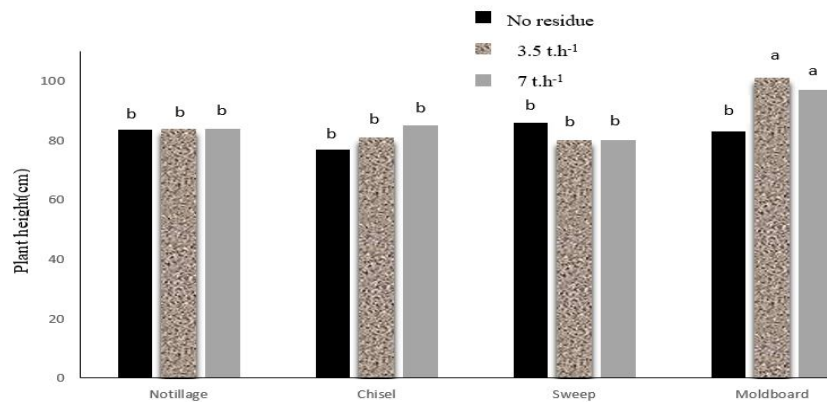 No residue
3.5 t.h-1
7 t.h-1
Plant height(cm)
100
80
60
40
20
0
b b b
b b b
b b b
b a a
Notillage Chisel Sweep Moldboard